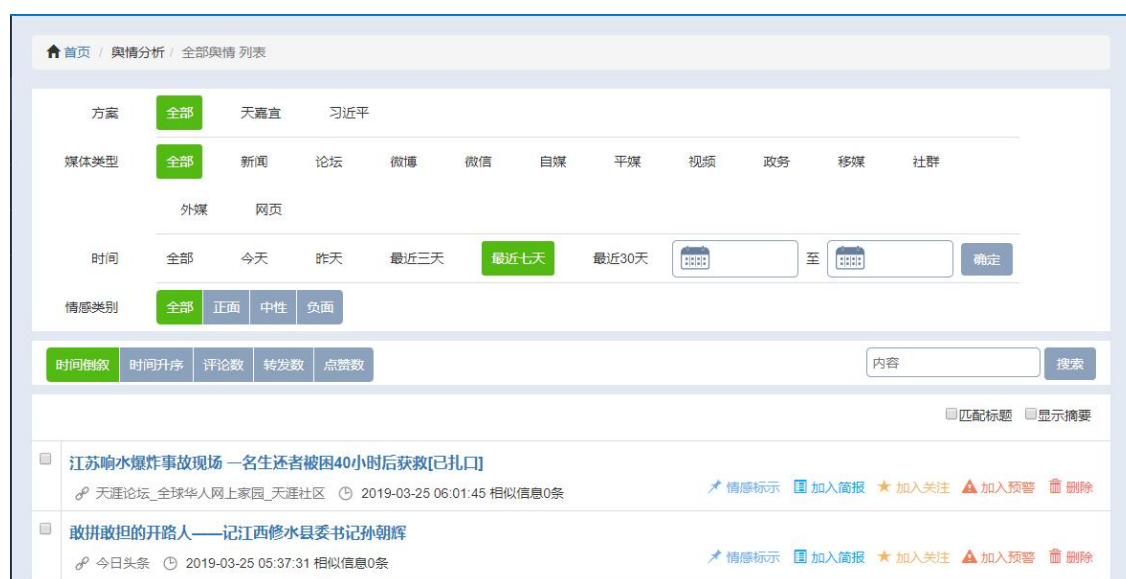 首页 / 舆情分析 / 全部舆情 列表
方案 全部 天嘉宜 习近平
媒体类型 全部 新闻 论坛 微博 微信 自媒 平媒 视频 政务 移媒 社群
外媒 网页
时间 全部 今天 昨天 最近三天 最近七天 最近30天 至 确定
情感类别 全部 正面 中性 负面
时间倒叙 时间升序 评论数 转发数 点赞数 内容 搜索
匹配标题 显示摘要
江苏响水爆炸事故现场 —名生还者被困40小时后获救[已扎口]
天涯论坛_全球华人网上家园_天涯社区 2019-03-25 06:01:45 相似信息0条 情感标示 加入简报 加入关注 加入预警 删除
敢拼敢担的开路人——记江西修水县委书记孙朝辉
今日头条 2019-03-25 05:37:31 相似信息0条 情感标示 加入简报 加入关注 加入预警 删除